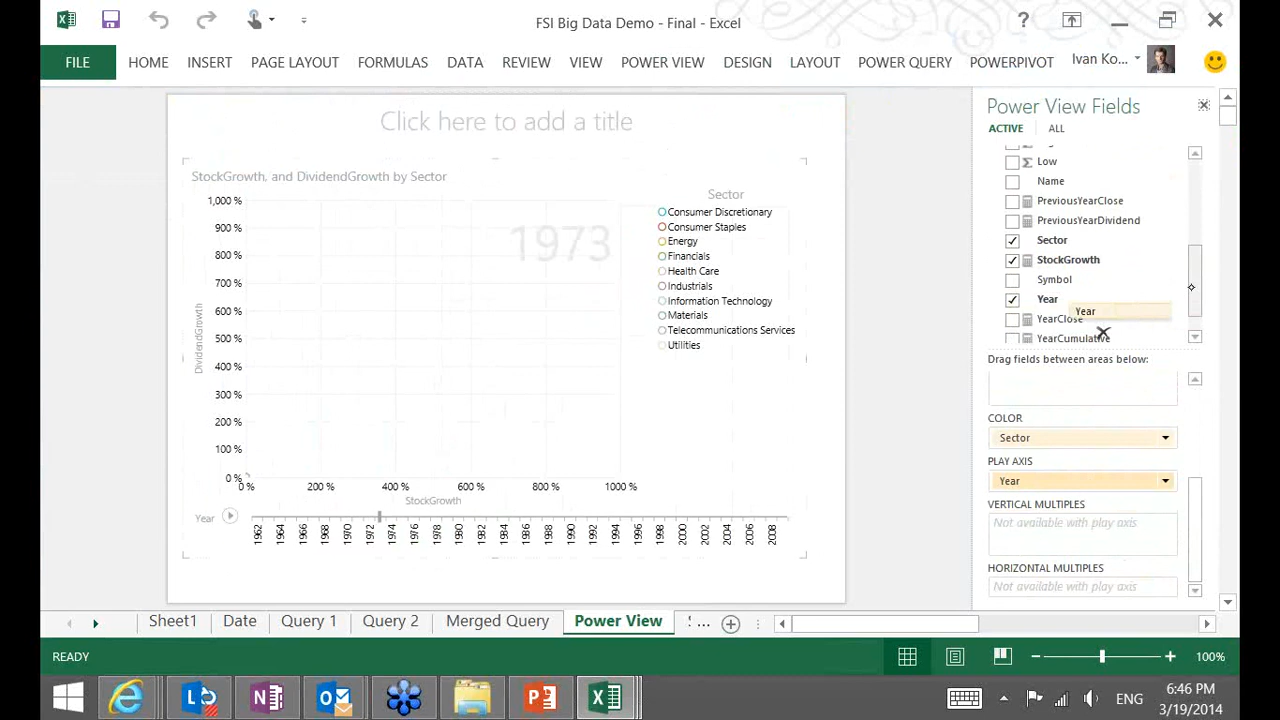 FSI Big Data Demo - Final - Excel
FILE HOME INSERT PAGE LAYOUT FORMULAS DATA REVIEW VIEW POWER VIEW DESIGN LAYOUT POWER QUERY POWERPIVOT Ivan Ko...
Click here to add a title
StockGrowth, and DividendGrowth by Sector
1973
1,000 %
900 %
800 %
700 %
600 %
500 %
400 %
300 %
200 %
100 %
0 %
DividendGrowth
0 % 200 % 400 % 600 % 800 % 1000 %
StockGrowth
Sector
Consumer Discretionary
Consumer Staples
Energy
Financials
Health Care
Industrials
Information Technology
Materials
Telecommunications Services
Utilities
Year
1962 1964 1966 1968 1970 1972 1974 1976 1978 1980 1982 1984 1986 1988 1990 1992 1994 1996 1998 2000 2002 2004 2006 2008
Power View Fields
ACTIVE ALL
Σ Low
Name
PreviousYearClose
PreviousYearDividend
Sector
StockGrowth
Symbol
Year
Year
YearClose
YearCumulative
Drag fields between areas below:
COLOR
Sector
PLAY AXIS
Year
VERTICAL MULTIPLES
Not available with play axis
HORIZONTAL MULTIPLES
Not available with play axis
Sheet1 Date Query 1 Query 2 Merged Query Power View ...
READY
100%
ENG
6:46 PM
3/19/2014